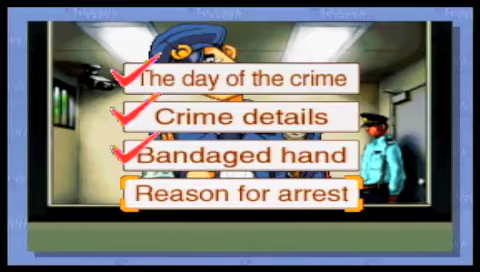 The day of the crime
Crime details
Bandaged hand
Reason for arrest